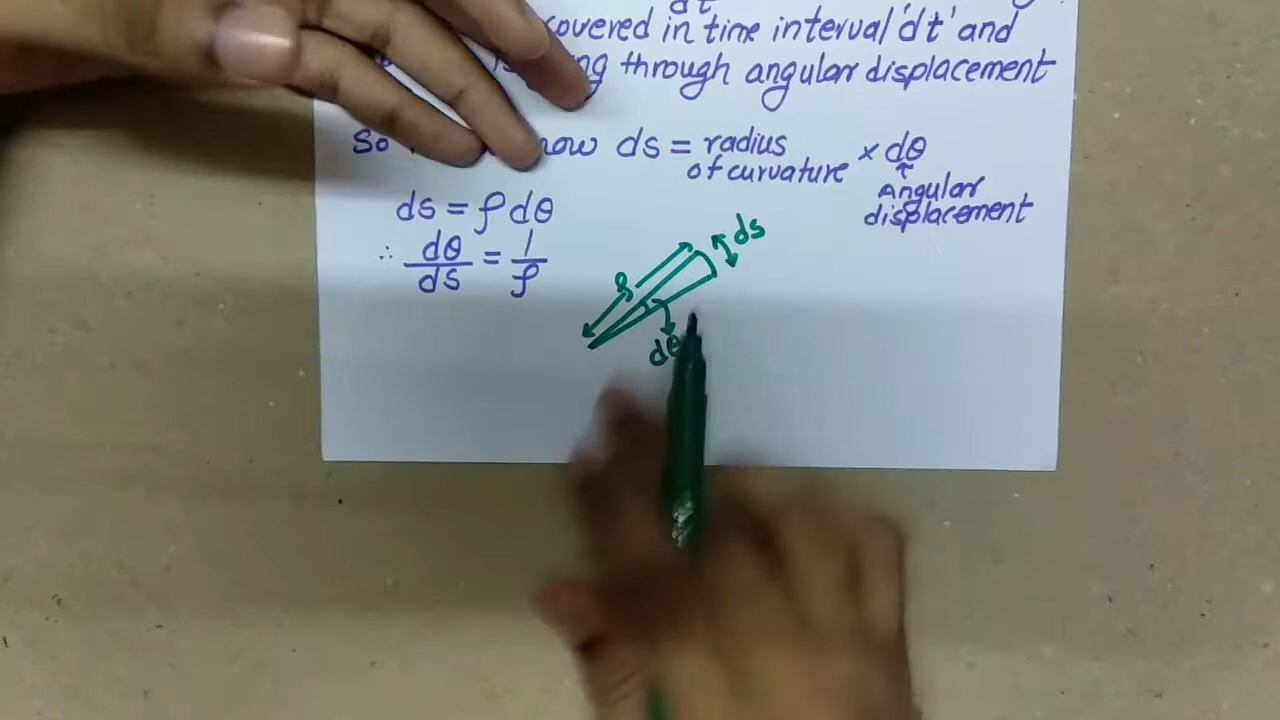 dt
covered in time interval 'dt' and
through angular displacement
So ds = radius of curvature × dθ
Angular displacement
ds = ρ dθ
∴ dθ/ds = 1/ρ
ds
ρ
dθ